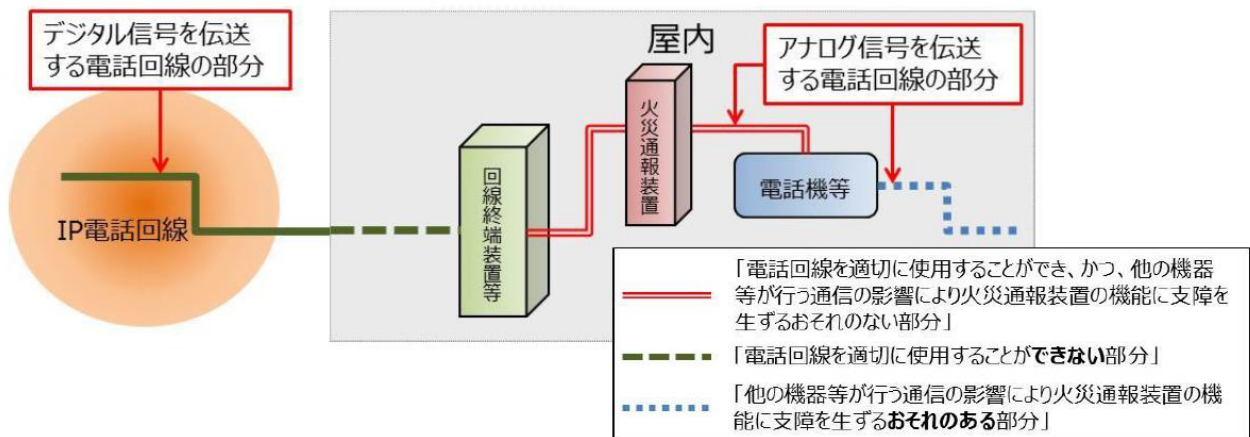 デジタル信号を伝送
する電話回線の部分
屋内
アナログ信号を伝送
する電話回線の部分
火災通報装置
回線終端装置等
電話機等
IP電話回線
「電話回線を適切に使用することができ、かつ、他の機器
等が行う通信の影響により火災通報装置の機能に支障を
生ずるおそれのない部分」
「電話回線を適切に使用することができない部分」
「他の機器等が行う通信の影響により火災通報装置の機
能に支障を生ずるおそれのある部分」